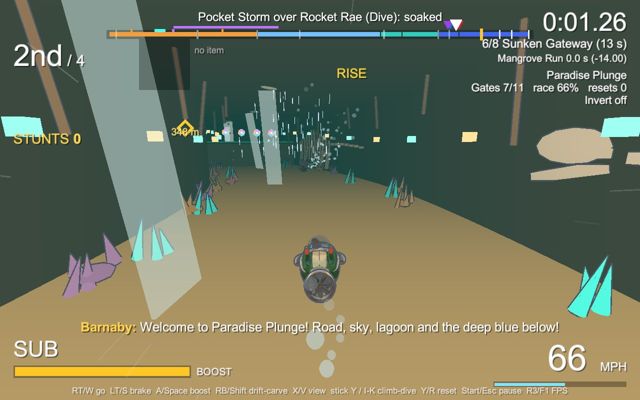 Pocket Storm over Rocket Rae (Dive): soaked
0:01.26
2nd / 4
no item
6/8 Sunken Gateway (13 s)
Mangrove Run 0.0 s (-14.00)
RISE
Paradise Plunge
Gates 7/11 race 66% resets 0
Invert off
STUNTS 0
Barnaby: Welcome to Paradise Plunge! Road, sky, lagoon and the deep blue below!
SUB
BOOST
66 MPH
RT/W go LT/S brake A/Space boost RB/Shift drift-carve X/V view stick Y / I-K climb-dive Y/R reset Start/Esc pause R3/F1 FPS